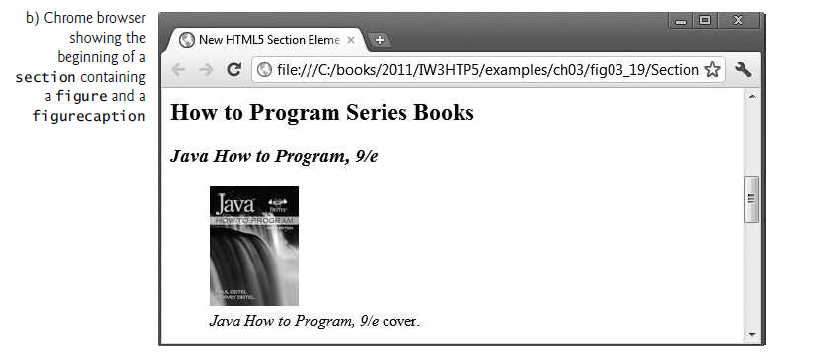 b) Chrome browser
showing the
beginning of a
section containing
a figure and a
figurecaption
New HTML5 Section Eleme
file:///C:/books/2011/IW3HTP5/examples/ch03/fig03_19/Section
How to Program Series Books
Java How to Program, 9/e
Java
HOW TO PROGRAM
Java How to Program, 9/e cover.